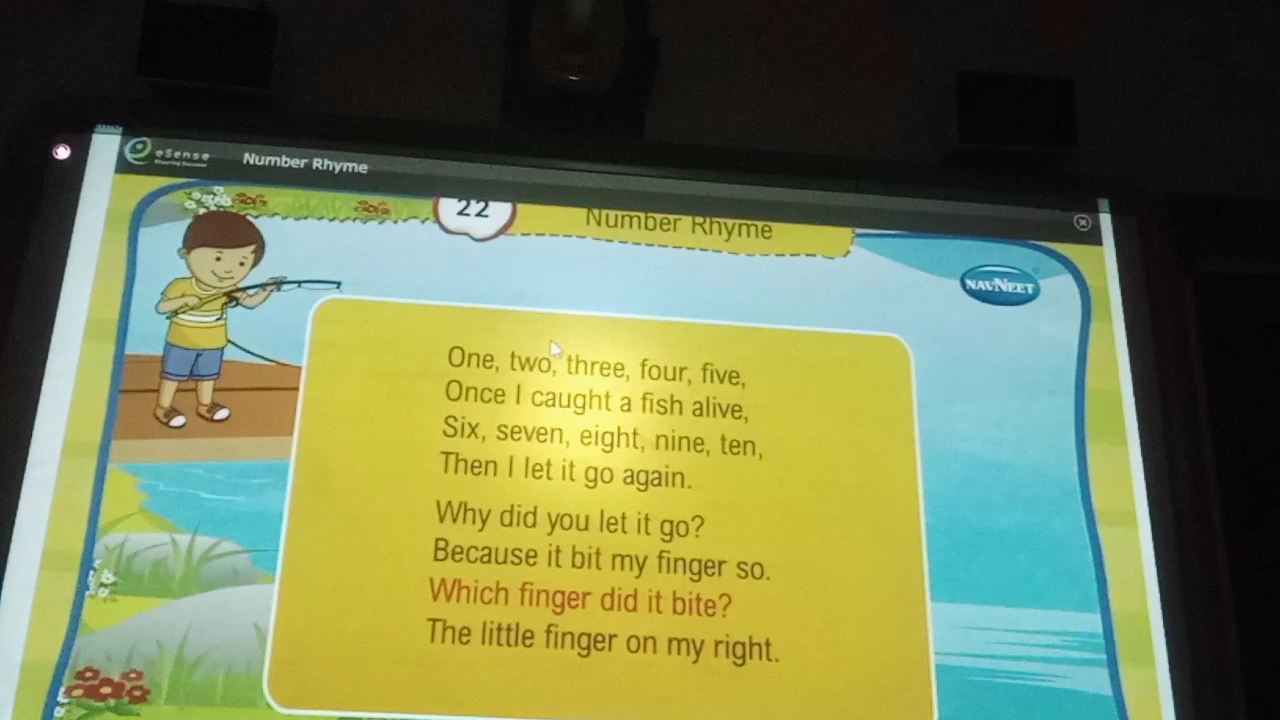 eSense
Number Rhyme
22
Number Rhyme
NAVNEET
One, two, three, four, five,
Once I caught a fish alive,
Six, seven, eight, nine, ten,
Then I let it go again.
Why did you let it go?
Because it bit my finger so.
Which finger did it bite?
The little finger on my right.